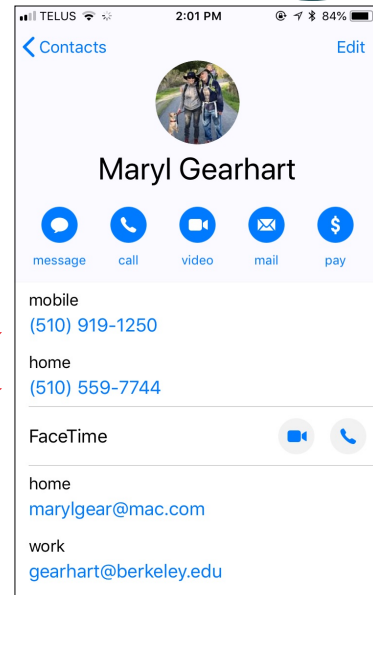 TELUS 2:01 PM 84%
Contacts Edit
Maryl Gearhart
message call video mail pay
mobile
(510) 919-1250
home
(510) 559-7744
FaceTime
home
marylgear@mac.com
work
gearhart@berkeley.edu